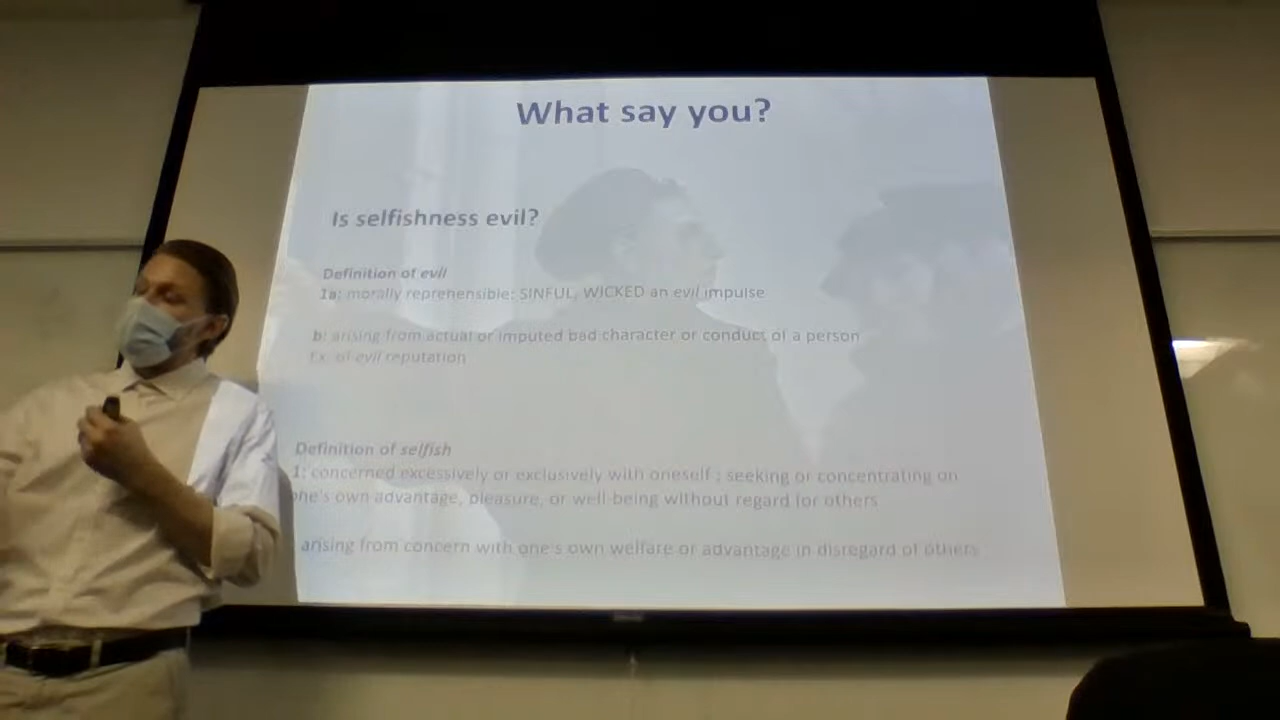 What say you?
Is selfishness evil?
Definition of evil
1a: morally reprehensible: SINFUL, WICKED an evil impulse
b: arising from actual or imputed bad character or conduct of a person
Ex. of evil reputation
Definition of selfish
1: concerned excessively or exclusively with oneself : seeking or concentrating on
one's own advantage, pleasure, or well-being without regard for others
arising from concern with one's own welfare or advantage in disregard of others